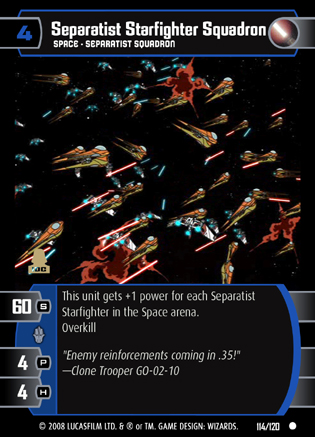 4
Separatist Starfighter Squadron
SPACE - SEPARATIST SQUADRON
IDC
60 S
4 P
4 H
This unit gets +1 power for each Separatist
Starfighter in the Space arena.
Overkill
"Enemy reinforcements coming in .35!"
—Clone Trooper GO-02-10
© 2008 LUCASFILM LTD. & ® or TM. GAME DESIGN: WIZARDS.
114/120